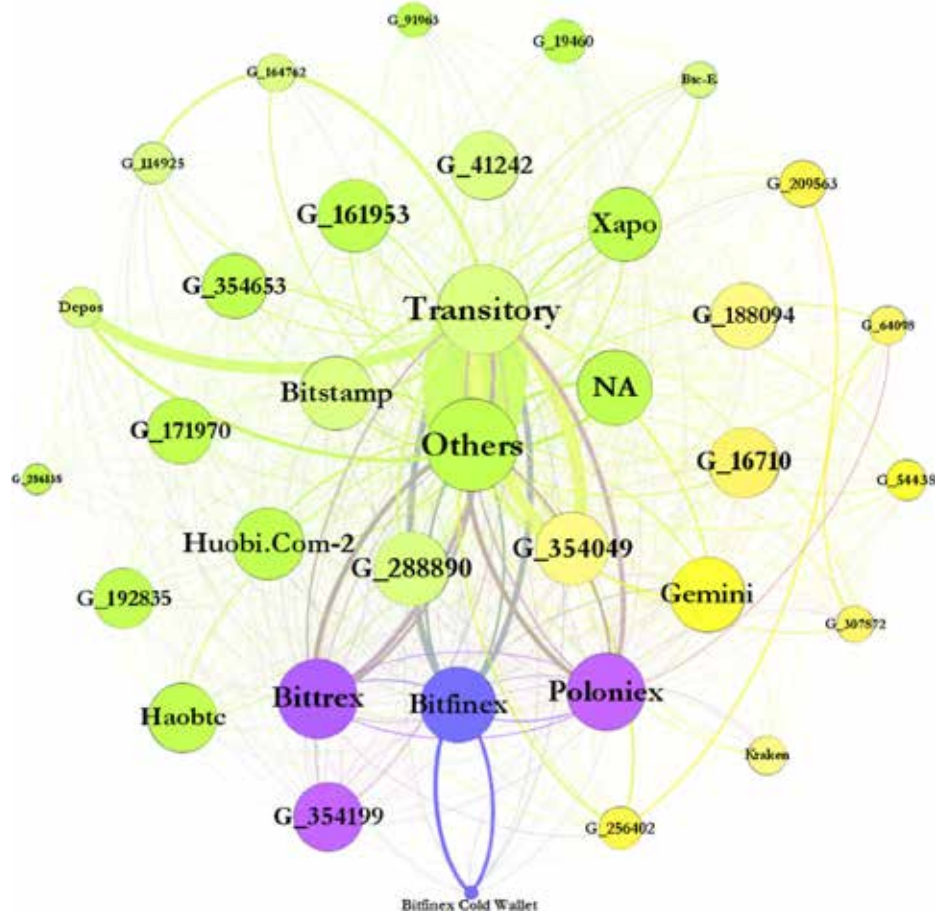 G_91963
G_19460
G_164762
Btc-E
G_114925
G_41242
G_209563
G_161953
Xapo
G_354653
Depos
Transitory
G_188094
G_64098
Bitstamp
NA
G_171970
Others
G_16710
G_54438
Huobi.Com-2
G_354049
G_288890
G_192835
Gemini
G_307872
Bittrex
Bitfinex
Poloniex
Haobtc
Kraken
G_354199
G_256402
Bitfinex Cold Wallet